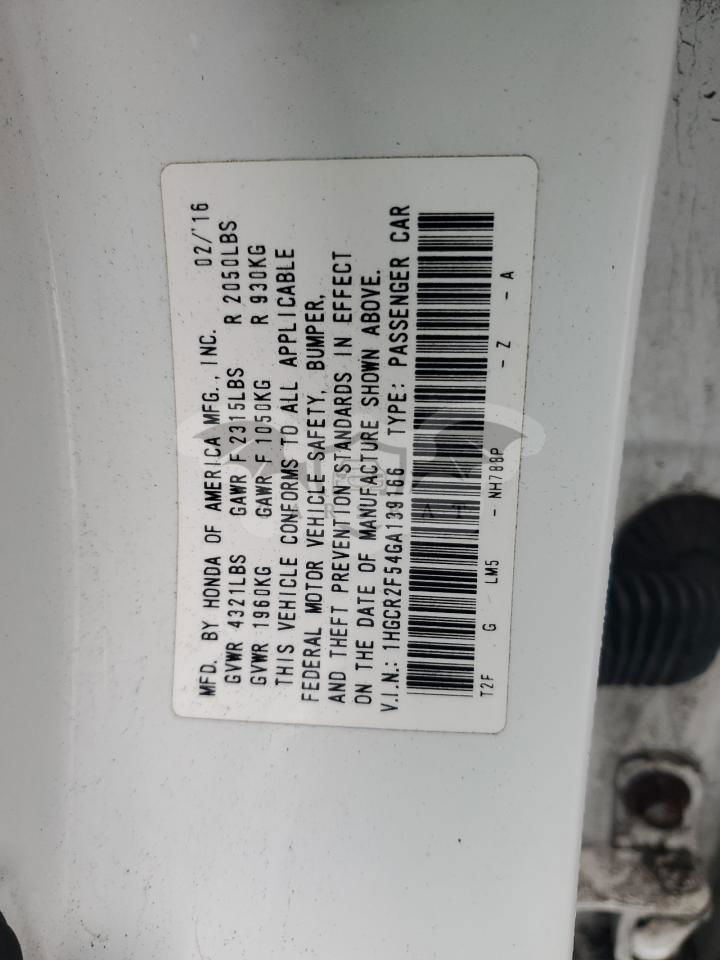 MFD. BY HONDA OF AMERICA MFG., INC. 02/'16
GVWR 4321LBS GAWR F 2315LBS R 2050LBS
GVWR 1960KG GAWR F 1050KG R 930KG
THIS VEHICLE CONFORMS TO ALL APPLICABLE
FEDERAL MOTOR VEHICLE SAFETY, BUMPER,
AND THEFT PREVENTION STANDARDS IN EFFECT
ON THE DATE OF MANUFACTURE SHOWN ABOVE.
V.I.N.: 1HGCR2F54GA139166 TYPE: PASSENGER CAR
T2F G LM5 - NH788P - Z - A